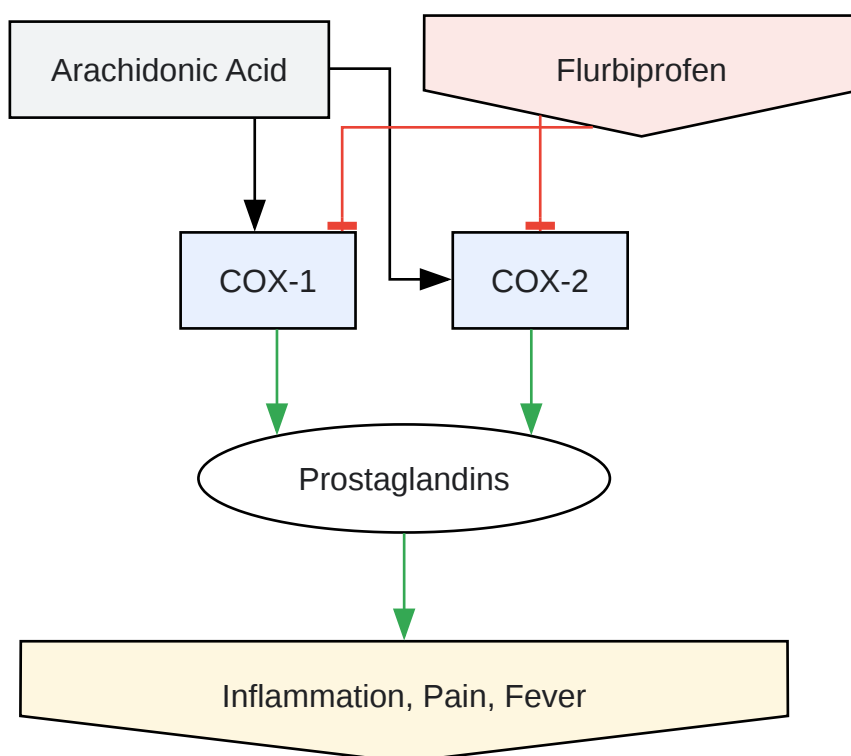 Arachidonic Acid
Flurbiprofen
COX-1
COX-2
Prostaglandins
Inflammation, Pain, Fever